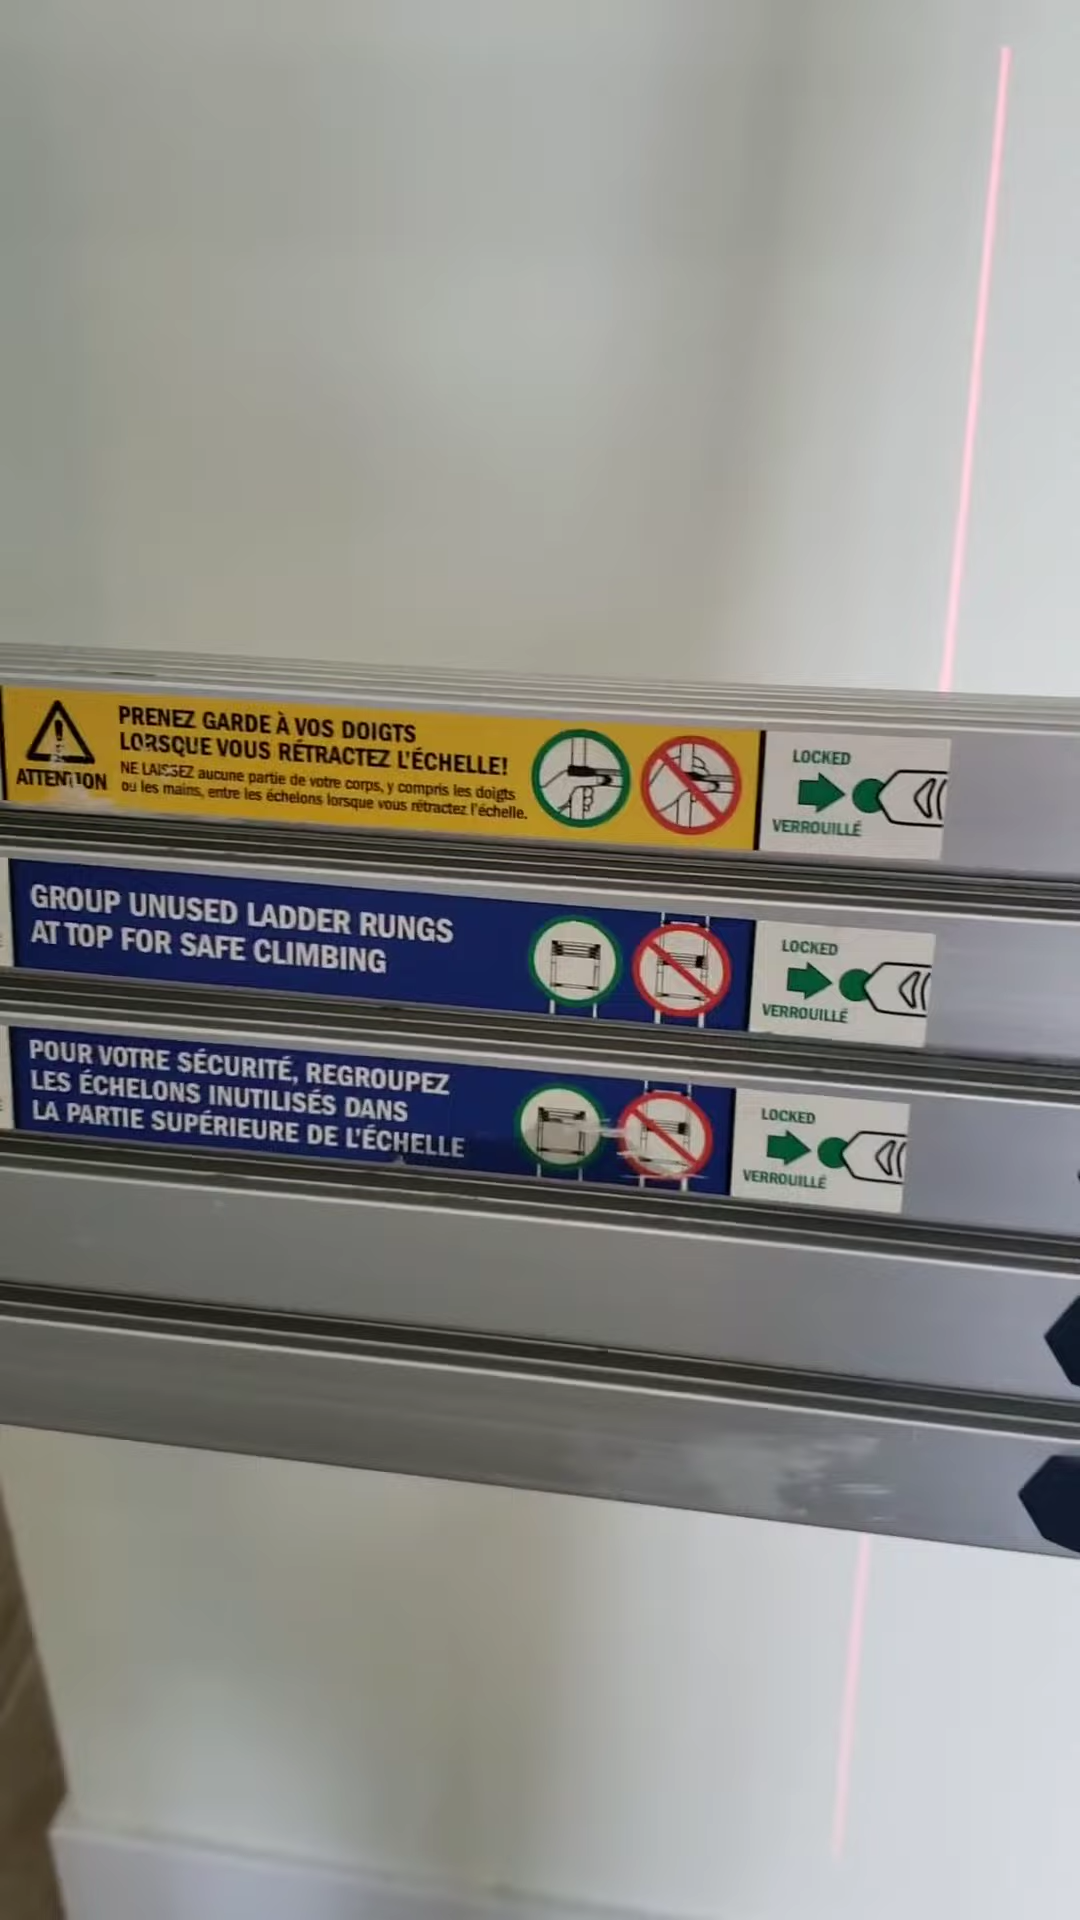 ATTENTION
PRENEZ GARDE À VOS DOIGTS
LORSQUE VOUS RÉTRACTEZ L'ÉCHELLE!
NE LAISSEZ aucune partie de votre corps, y compris les doigts
ou les mains, entre les échelons lorsque vous rétractez l'échelle.
LOCKED
VERROUILLÉ
GROUP UNUSED LADDER RUNGS
AT TOP FOR SAFE CLIMBING
LOCKED
VERROUILLÉ
POUR VOTRE SÉCURITÉ, REGROUPEZ
LES ÉCHELONS INUTILISÉS DANS
LA PARTIE SUPÉRIEURE DE L'ÉCHELLE
LOCKED
VERROUILLÉ